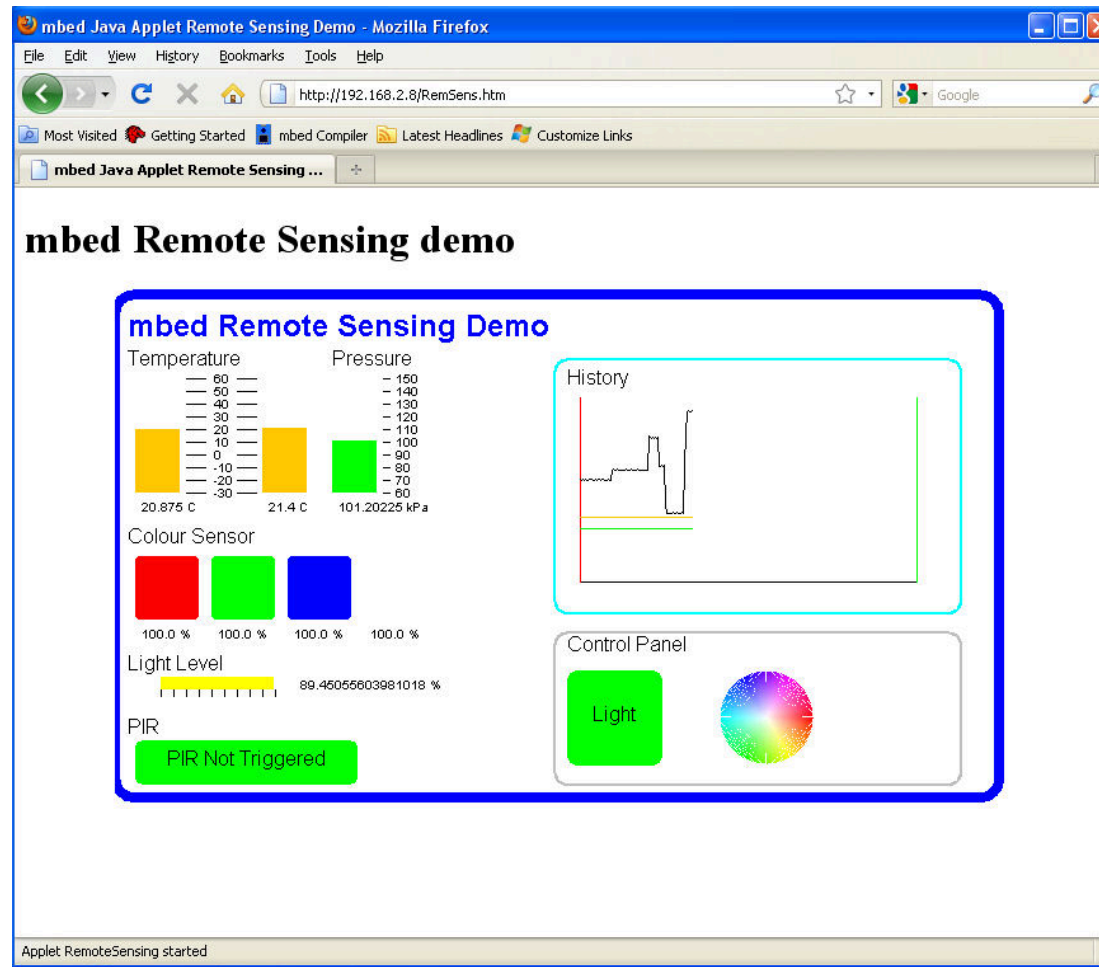 mbed Java Applet Remote Sensing Demo - Mozilla Firefox
File Edit View History Bookmarks Tools Help
http://192.168.2.8/RemSens.htm
Google
Most Visited Getting Started mbed Compiler Latest Headlines Customize Links
mbed Java Applet Remote Sensing ...
mbed Remote Sensing demo
mbed Remote Sensing Demo
Temperature
60
50
40
30
20
10
0
-10
-20
-30
20.875 C
21.4 C
Pressure
150
140
130
120
110
100
90
80
70
60
101.20225 kPa
Colour Sensor
100.0 % 100.0 % 100.0 % 100.0 %
Light Level
89.45055603981018 %
PIR
PIR Not Triggered
History
Control Panel
Light
Applet RemoteSensing started